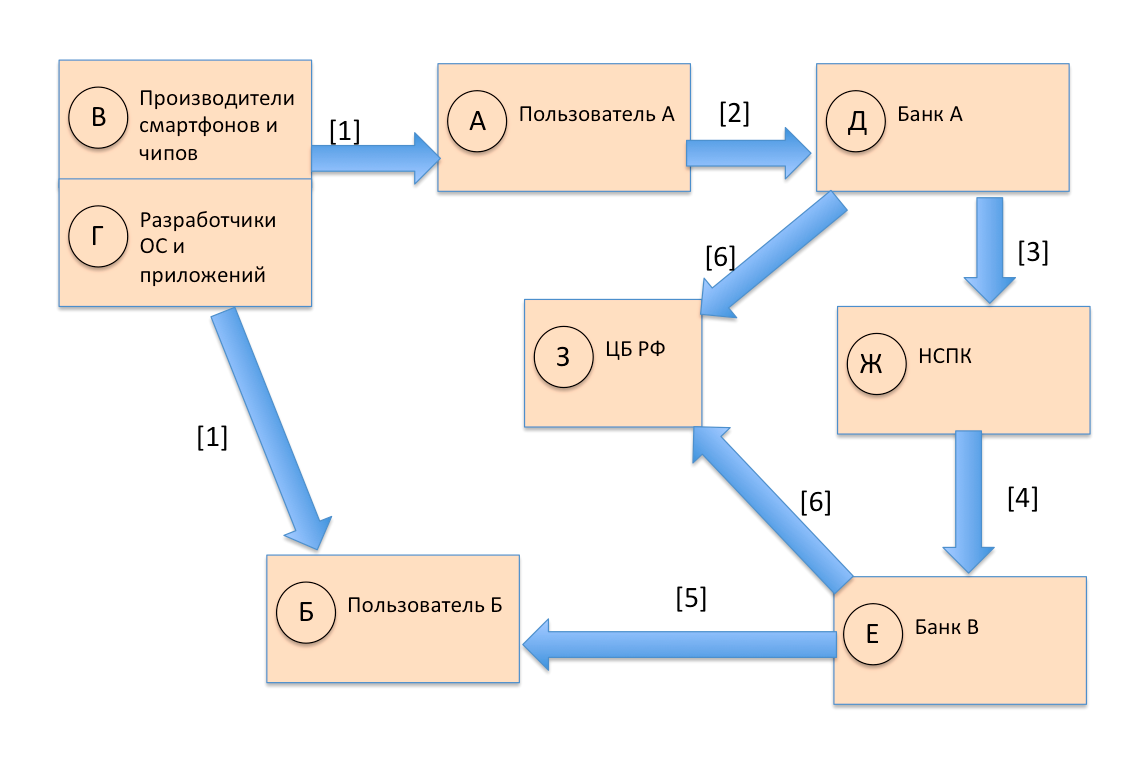 В
Производители
смартфонов и
чипов
[1]
А
Пользователь А
[2]
Д
Банк А
Г
Разработчики
ОС и
приложений
[6]
[3]
З
ЦБ РФ
Ж
НСПК
[1]
[6]
[4]
Б
Пользователь Б
[5]
Е
Банк В